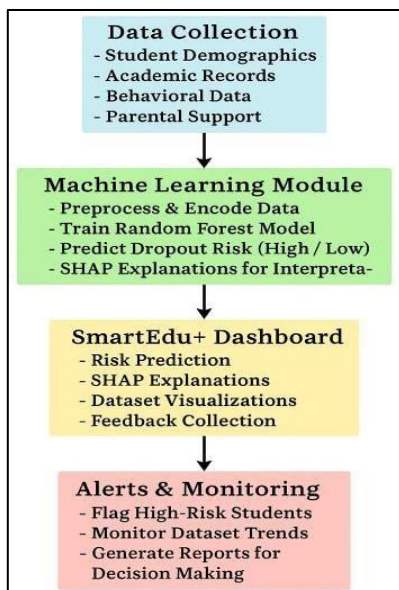 Data Collection
- Student Demographics
- Academic Records
- Behavioral Data
- Parental Support
Machine Learning Module
- Preprocess & Encode Data
- Train Random Forest Model
- Predict Dropout Risk (High / Low)
- SHAP Explanations for Interpreta-
SmartEdu+ Dashboard
- Risk Prediction
- SHAP Explanations
- Dataset Visualizations
- Feedback Collection
Alerts & Monitoring
- Flag High-Risk Students
- Monitor Dataset Trends
- Generate Reports for
Decision Making